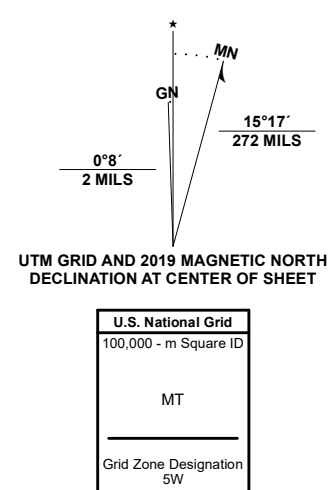 ★
MN
GN
15°17´
272 MILS
0°8´
2 MILS
UTM GRID AND 2019 MAGNETIC NORTH
DECLINATION AT CENTER OF SHEET
U.S. National Grid
100,000 - m Square ID
MT
Grid Zone Designation
5W